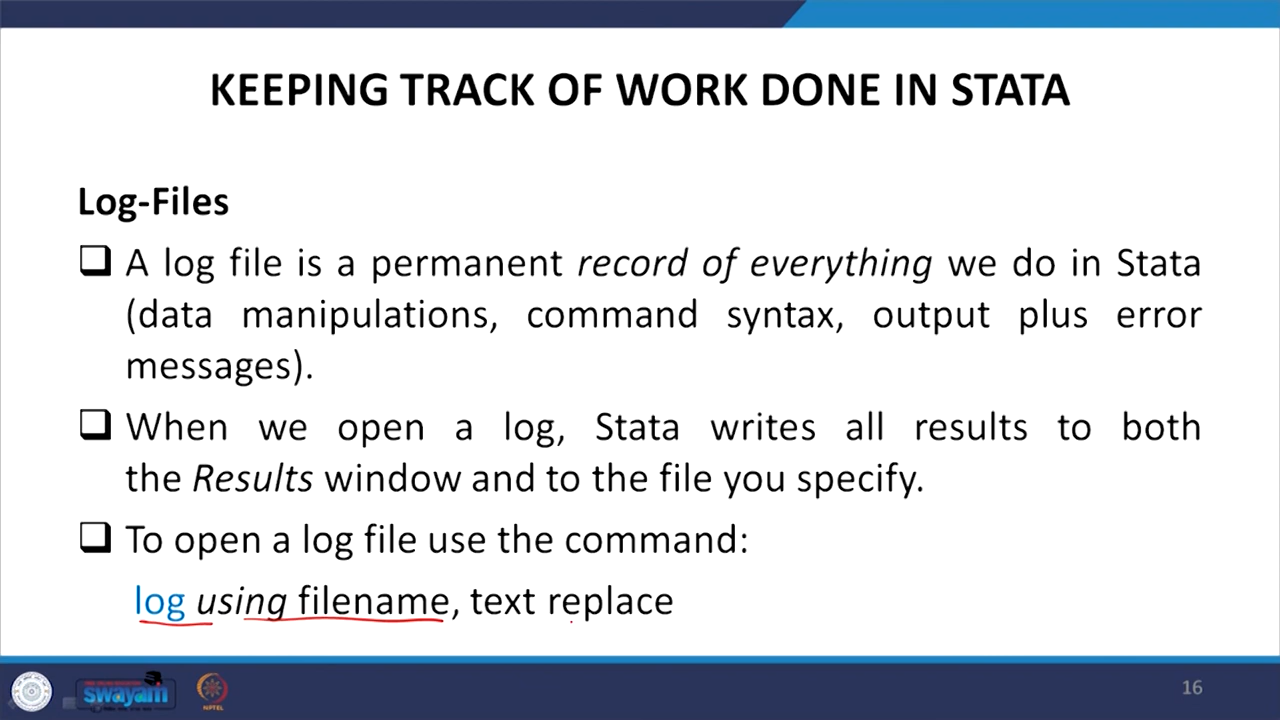 KEEPING TRACK OF WORK DONE IN STATA
Log-Files
A log file is a permanent record of everything we do in Stata
(data manipulations, command syntax, output plus error
messages).
When we open a log, Stata writes all results to both
the Results window and to the file you specify.
To open a log file use the command:
log using filename, text replace
swayam
NPTEL
16